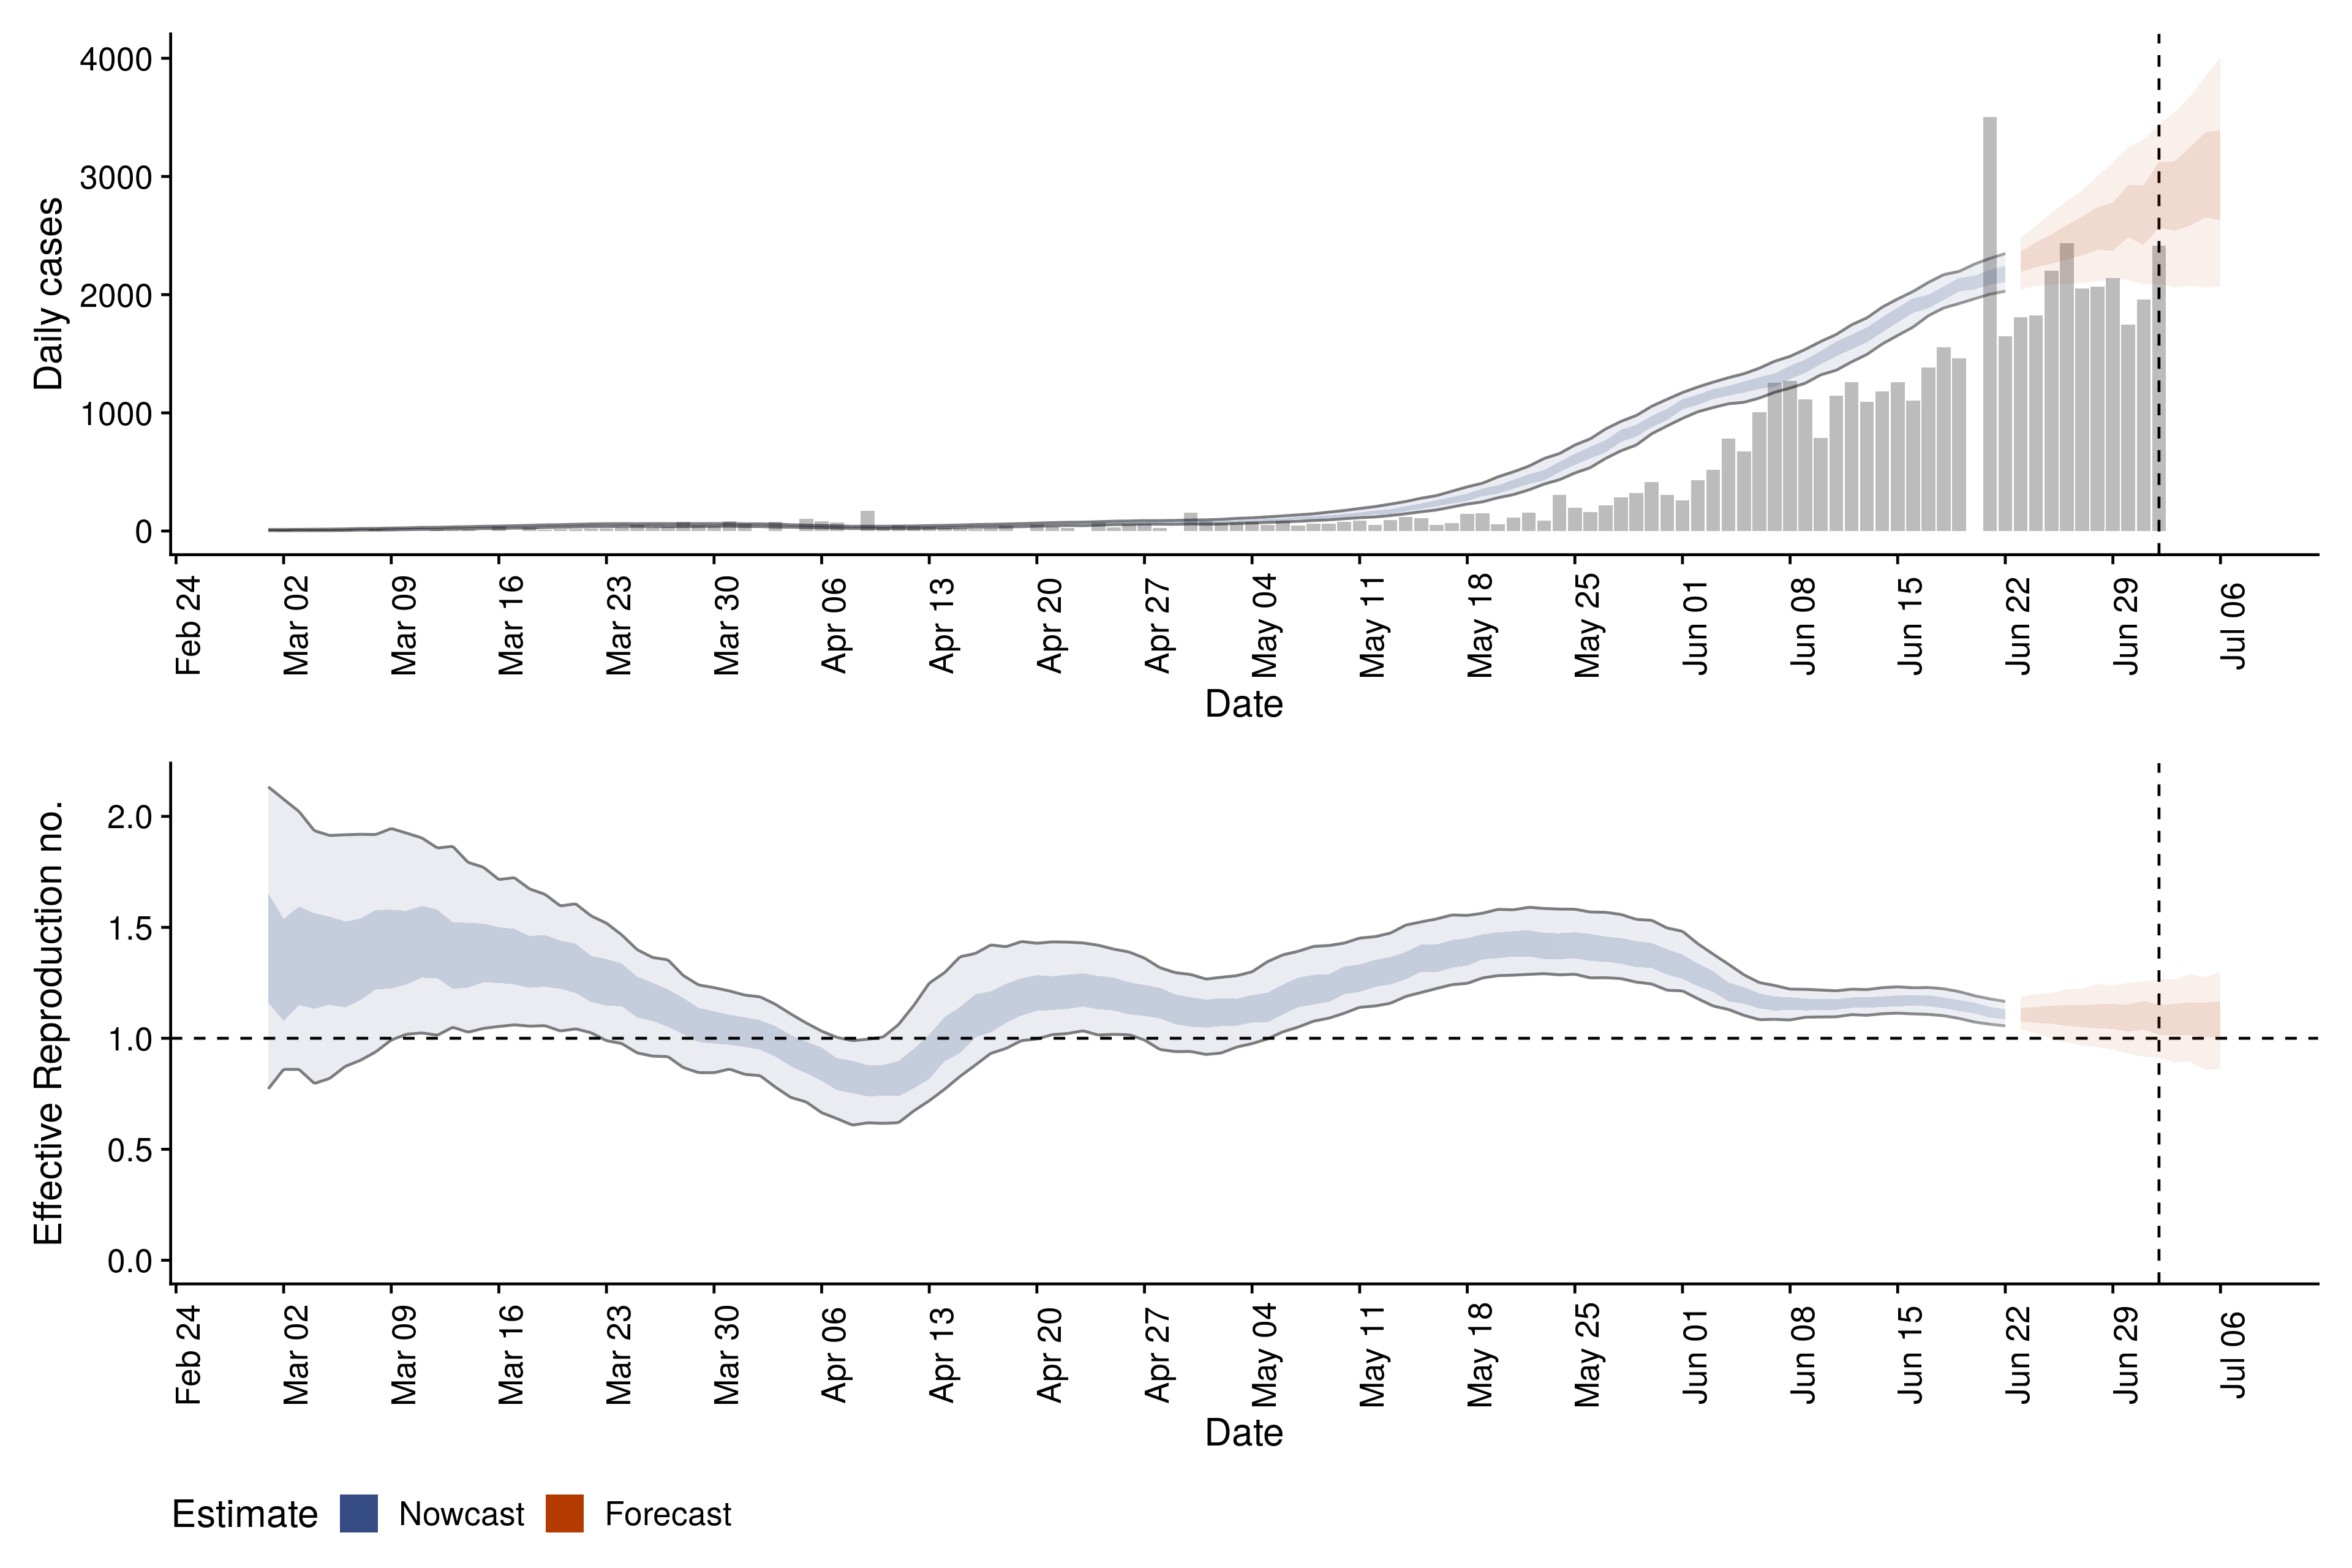 4000
3000
2000
1000
0
Daily cases
Feb 24
Mar 02
Mar 09
Mar 16
Mar 23
Mar 30
Apr 06
Apr 13
Apr 20
Apr 27
May 04
May 11
May 18
May 25
Jun 01
Jun 08
Jun 15
Jun 22
Jun 29
Jul 06
Date
2.0
1.5
1.0
0.5
0.0
Effective Reproduction no.
Feb 24
Mar 02
Mar 09
Mar 16
Mar 23
Mar 30
Apr 06
Apr 13
Apr 20
Apr 27
May 04
May 11
May 18
May 25
Jun 01
Jun 08
Jun 15
Jun 22
Jun 29
Jul 06
Date
Estimate Nowcast Forecast